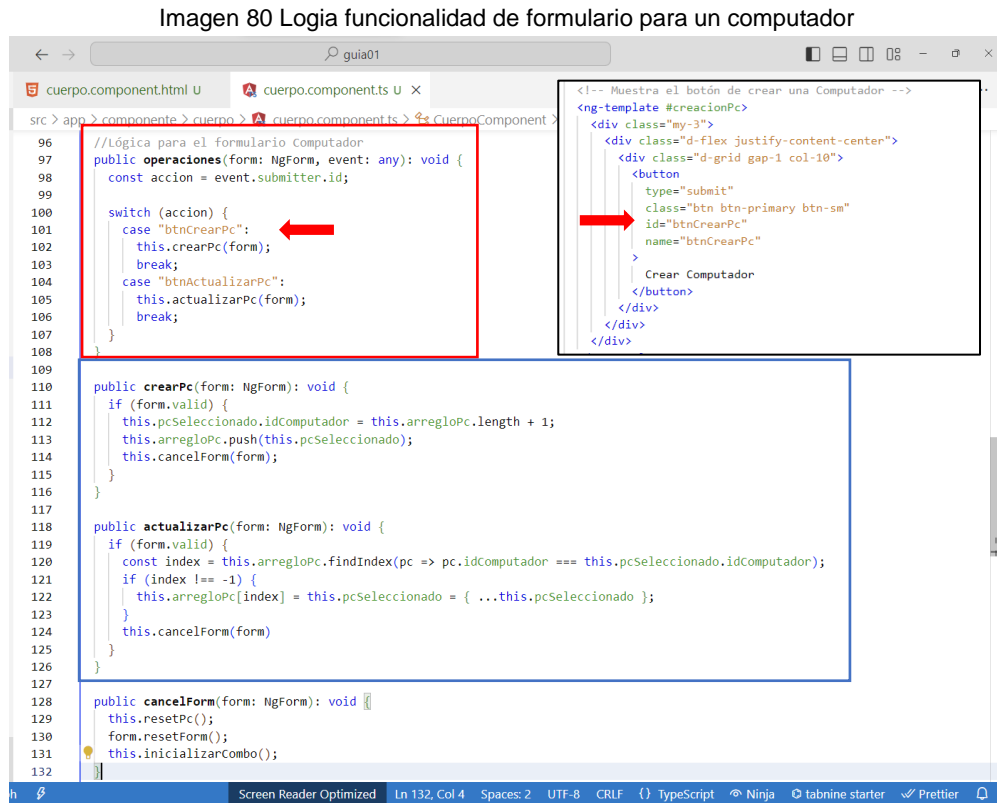 Imagen 80 Logia funcionalidad de formulario para un computador
guia01
cuerpo.component.html U
cuerpo.component.ts U
src > app > componente > cuerpo > cuerpo.component.ts > CuerpoComponent >
96 //Lógica para el formulario Computador
97 public operaciones(form: NgForm, event: any): void {
98 const accion = event.submitter.id;
99
100 switch (accion) {
101 case "btnCrearPc":
102 this.crearPc(form);
103 break;
104 case "btnActualizarPc":
105 this.actualizarPc(form);
106 break;
107 }
108 }
109
110 public crearPc(form: NgForm): void {
111 if (form.valid) {
112 this.pcSeleccionado.idComputador = this.arregloPc.length + 1;
113 this.arregloPc.push(this.pcSeleccionado);
114 this.cancelForm(form);
115 }
116 }
117
118 public actualizarPc(form: NgForm): void {
119 if (form.valid) {
120 const index = this.arregloPc.findIndex(pc => pc.idComputador === this.pcSeleccionado.idComputador);
121 if (index !== -1) {
122 this.arregloPc[index] = this.pcSeleccionado = { ...this.pcSeleccionado };
123 }
124 this.cancelForm(form)
125 }
126 }
127
128 public cancelForm(form: NgForm): void {
129 this.resetPc();
130 form.resetForm();
131 this.inicializarCombo();
132 }
<!-- Muestra el botón de crear una Computador -->
<ng-template #creacionPc>
<div class="my-3">
<div class="d-flex justify-content-center">
<div class="d-grid gap-1 col-10">
<button
type="submit"
class="btn btn-primary btn-sm"
id="btnCrearPc"
name="btnCrearPc"
>
Crear Computador
</button>
</div>
</div>
</div>
Screen Reader Optimized Ln 132, Col 4 Spaces: 2 UTF-8 CRLF {} TypeScript Ninja tabnine starter Prettier